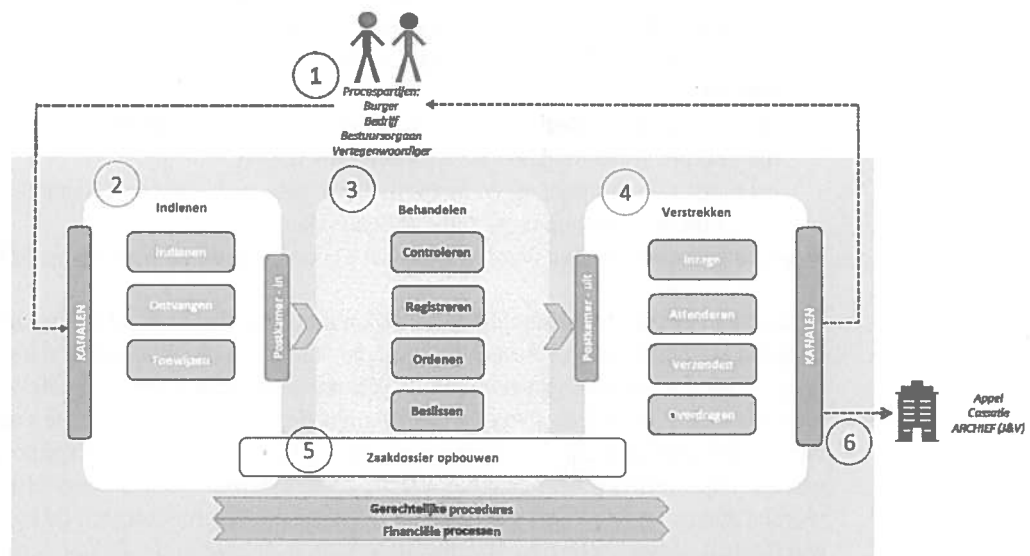 1
Procespartijen:
Burger
Bedrijf
Bestuursorgaan
Vertegenwoordiger
2
Indienen
KANALEN
Indienen
Ontvangen
Toewijzen
Postkamer - in
3
Behandelen
Controleren
Registreren
Ordenen
Beslissen
4
Verstrekken
Postkamer - uit
Inzage
Attenderen
Verzenden
Overdragen
KANALEN
5
Zaakdossier opbouwen
Gerechtelijke procedures
Financiële processen
6
Appel
Cassatie
ARCHIEF (J&V)